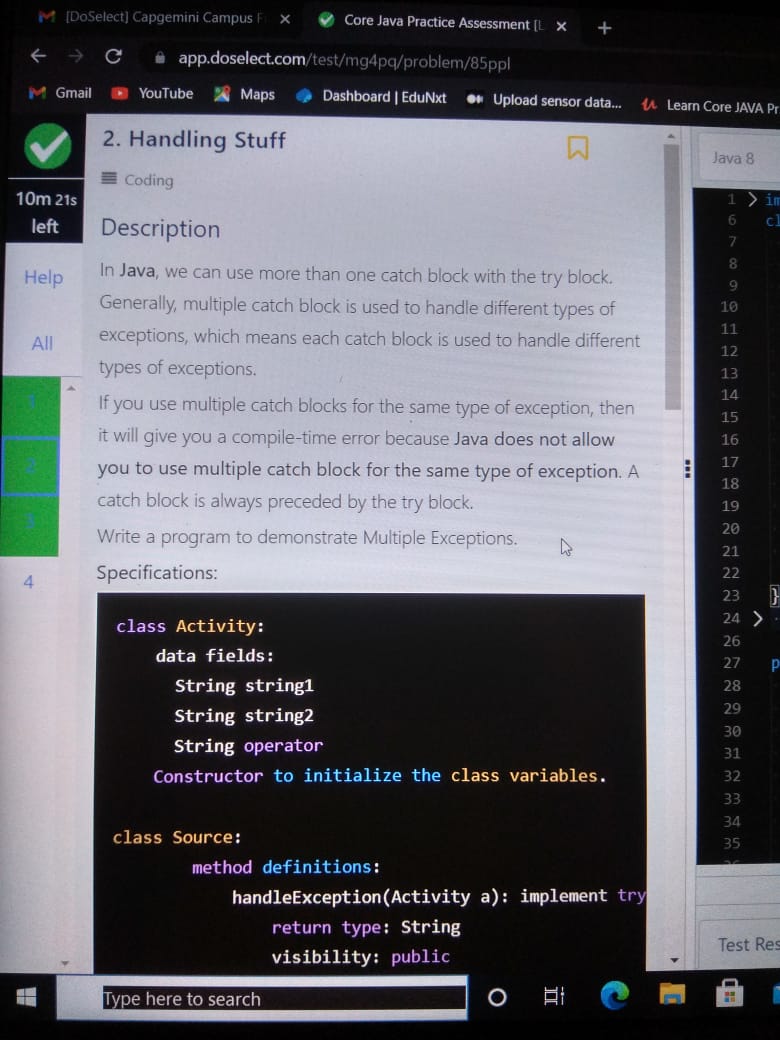 [DoSelect] Capgemini Campus F
Core Java Practice Assessment [L
app.doselect.com/test/mg4pq/problem/85ppl
Gmail YouTube Maps Dashboard | EduNxt Upload sensor data... Learn Core JAVA Pr
10m 21s
left
Help
All
1
2
3
4
2. Handling Stuff
Coding
Description
In Java, we can use more than one catch block with the try block.
Generally, multiple catch block is used to handle different types of
exceptions, which means each catch block is used to handle different
types of exceptions.
If you use multiple catch blocks for the same type of exception, then
it will give you a compile-time error because Java does not allow
you to use multiple catch block for the same type of exception. A
catch block is always preceded by the try block.
Write a program to demonstrate Multiple Exceptions.
Specifications:
class Activity:
data fields:
String string1
String string2
String operator
Constructor to initialize the class variables.
class Source:
method definitions:
handleException(Activity a): implement try
return type: String
visibility: public
Java 8
1 im
6 cl
7
8
9
10
11
12
13
14
15
16
17
18
19
20
21
22
23 }
24
26
27 p
28
29
30
31
32
33
34
35
Test Res
Type here to search